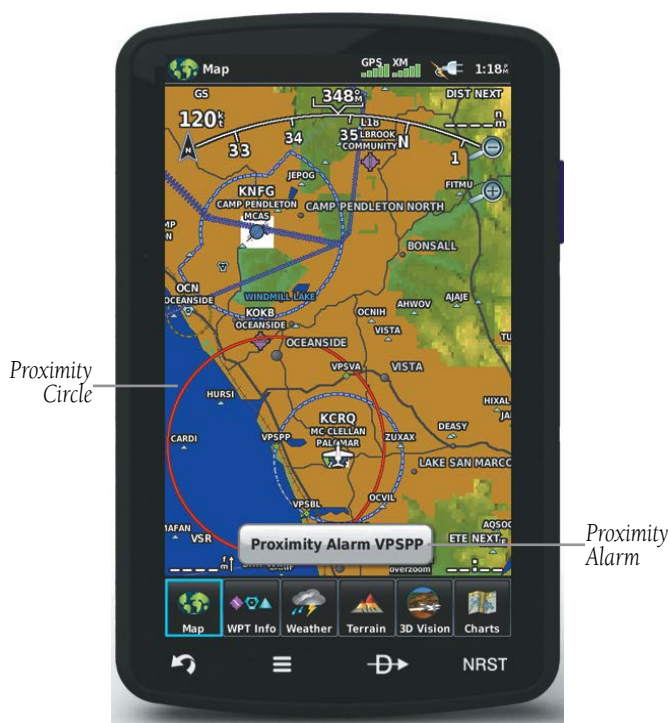 Map
GPS XM
1:18 P M
GS
348°M
DIST NEXT
120 k t
n m
33
34
35
N
1
L18
LBROOK
COMMUNITY
JEPOG
KNFG
CAMP PENDLETON
MCAS
CAMP PENDLETON NORTH
FITMU
BONSALL
OCN
OCEANSIDE
WINDMILL LAKE
KOKB
OCEANSIDE
OCNIH
AHWOV
AJAJE
VISTA
OCEANSIDE
VPSVA
VISTA
Proximity
Circle
HURSI
HIXAL
KCRQ
MC CLELLAN
PALOMAR
CARDI
VPSPP
ZUXAX
DEASY
LAKE SAN MARCO
OCVIL
VPSBL
MAFAN
VSR
AQSOC
Proximity Alarm VPSPP
ETE NEXT
Proximity
Alarm
f t
overzoom
Map
WPT Info
Weather
Terrain
3D Vision
Charts
D
NRST